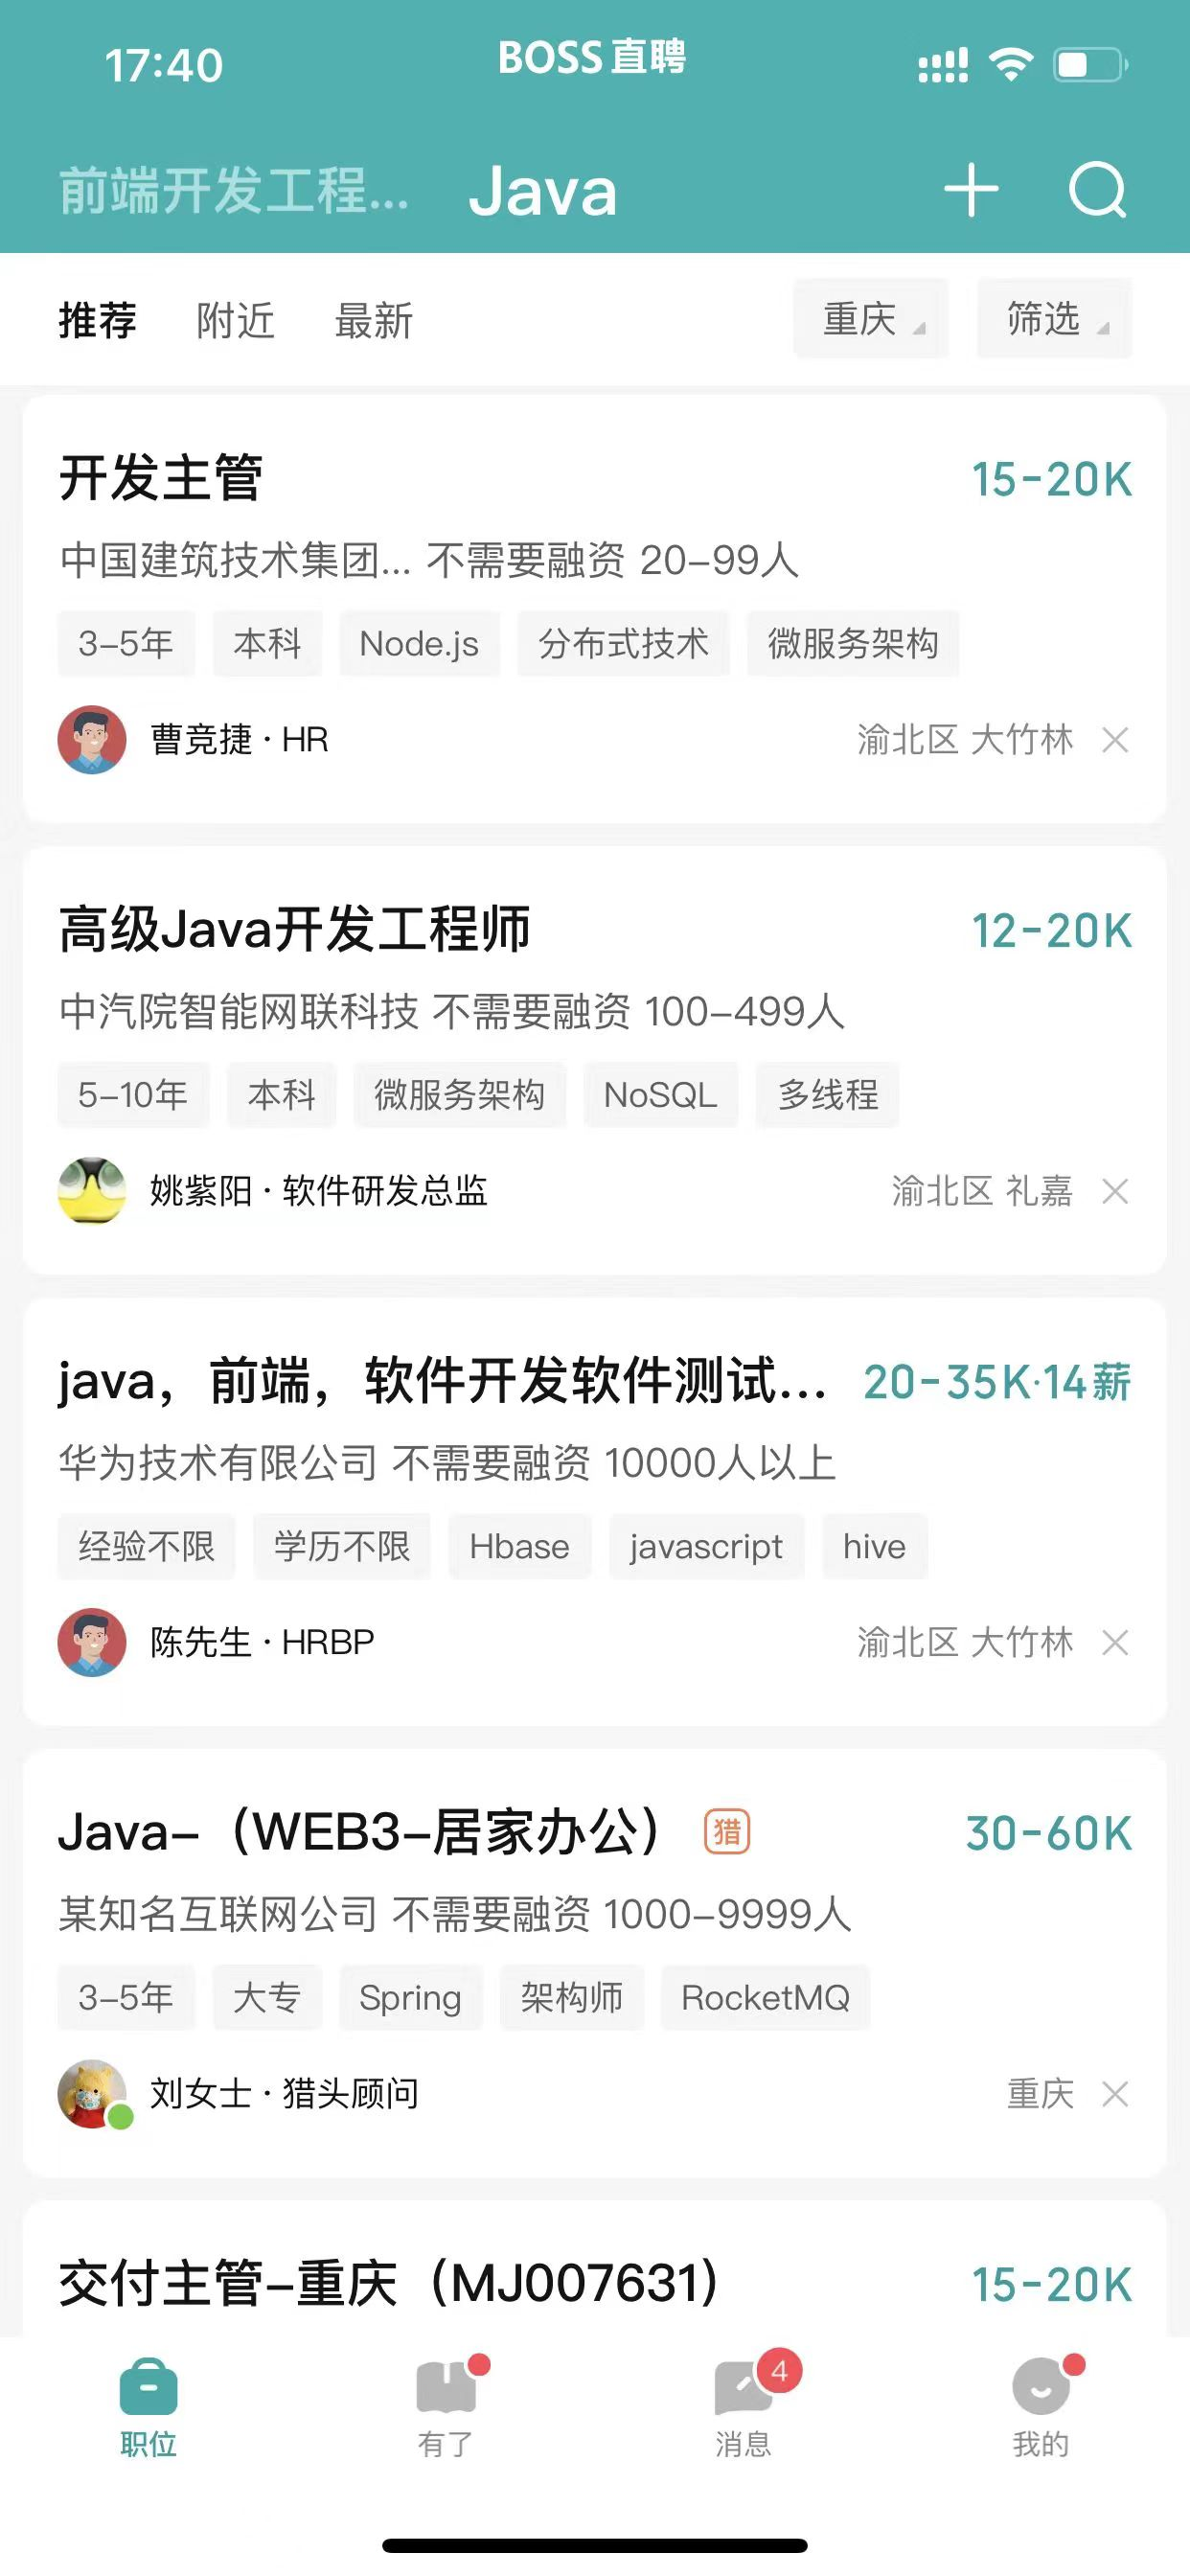 17:40
BOSS直聘
前端开发工程... Java
推荐 附近 最新 重庆 筛选
开发主管 15-20K
中国建筑技术集团... 不需要融资 20-99人
3-5年 本科 Node.js 分布式技术 微服务架构
曹竞捷·HR 渝北区 大竹林
高级Java开发工程师 12-20K
中汽院智能网联科技 不需要融资 100-499人
5-10年 本科 微服务架构 NoSQL 多线程
姚紫阳·软件研发总监 渝北区 礼嘉
java，前端，软件开发软件测试... 20-35K·14薪
华为技术有限公司 不需要融资 10000人以上
经验不限 学历不限 Hbase javascript hive
陈先生·HRBP 渝北区 大竹林
Java-（WEB3-居家办公） 猎 30-60K
某知名互联网公司 不需要融资 1000-9999人
3-5年 大专 Spring 架构师 RocketMQ
刘女士·猎头顾问 重庆
交付主管-重庆（MJ007631） 15-20K
4
职位 有了 消息 我的